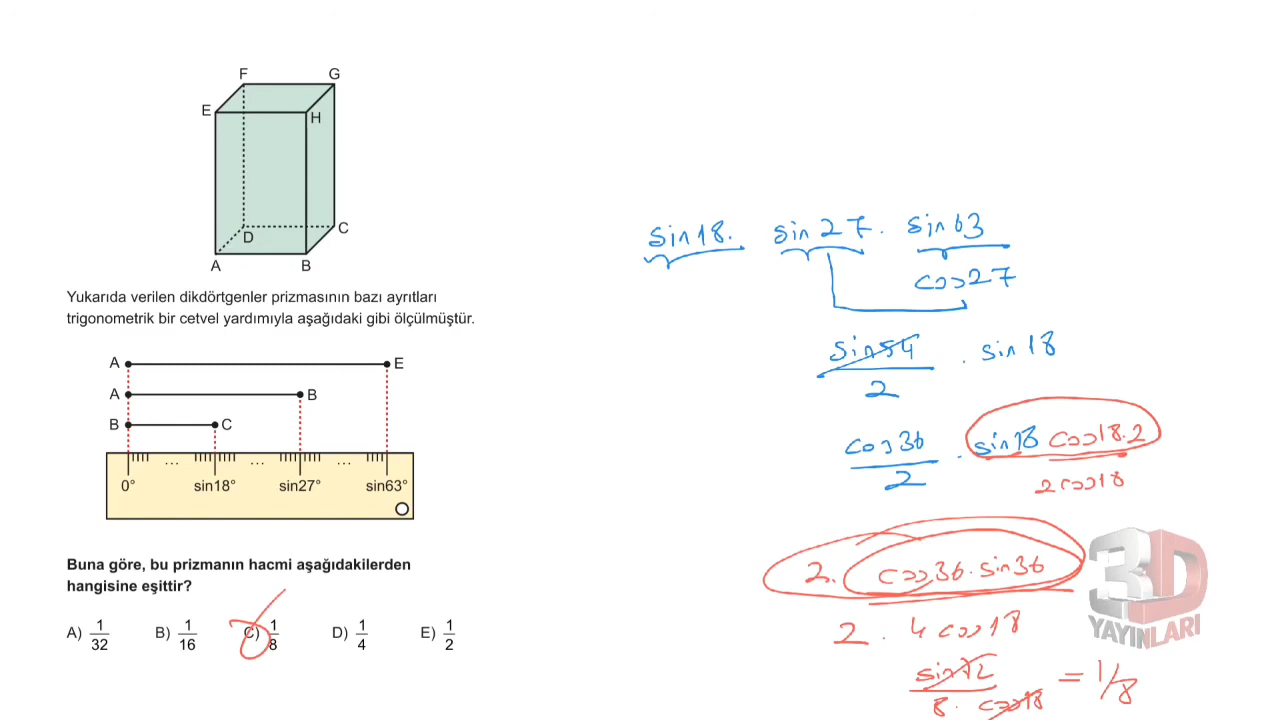 F G
E H
D C
A B
Yukarıda verilen dikdörtgenler prizmasının bazı ayrıtları
trigonometrik bir cetvel yardımıyla aşağıdaki gibi ölçülmüştür.
A E
A B
B C
... ... ...
0° sin18° sin27° sin63°
Buna göre, bu prizmanın hacmi aşağıdakilerden
hangisine eşittir?
A) 1/32 B) 1/16 C) 1/8 D) 1/4 E) 1/2
sin18. sin27. sin63
cos27
sin54/2 . sin18
cos36/2 . sin18 cos18.2
2cos18
2. cos36. sin36
2 . 4cos18
sin72
8. cos18
= 1/8
3D
YAYINLARI